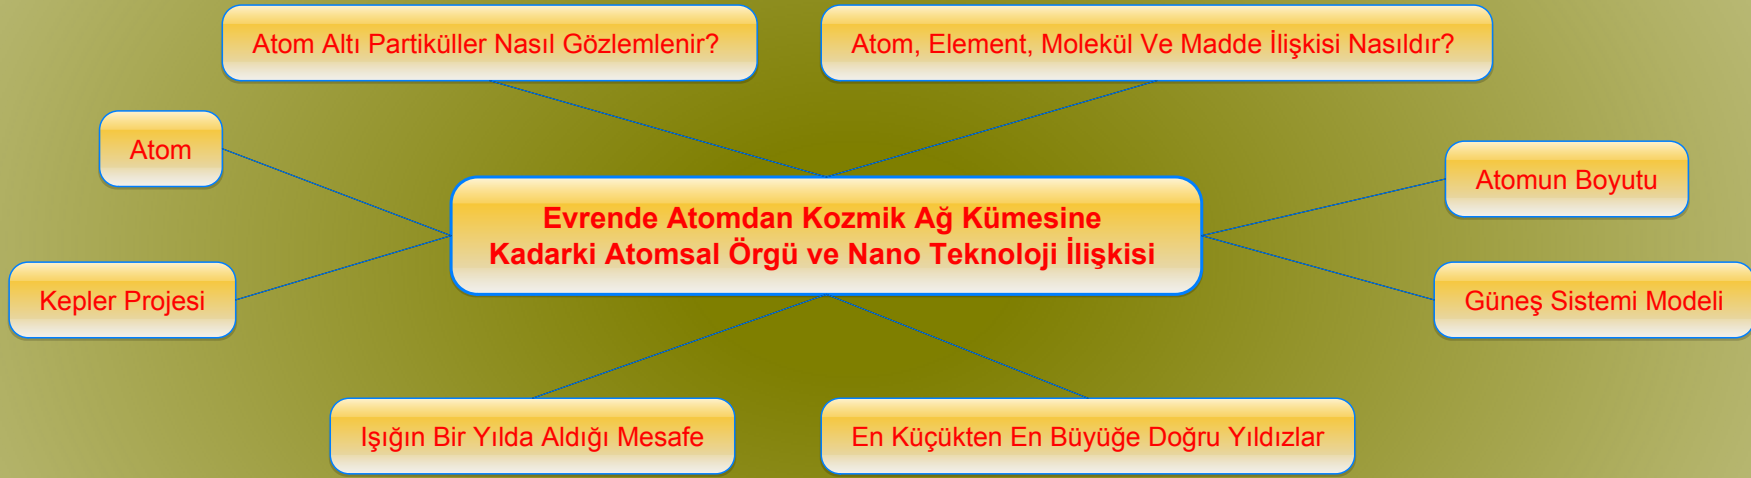 Atom Altı Partiküller Nasıl Gözlemlenir?
Atom, Element, Molekül Ve Madde İlişkisi Nasıldır?
Atom
Atomun Boyutu
Evrende Atomdan Kozmik Ağ Kümesine
Kadarki Atomsal Örgü ve Nano Teknoloji İlişkisi
Kepler Projesi
Güneş Sistemi Modeli
Işığın Bir Yılda Aldığı Mesafe
En Küçükten En Büyüğe Doğru Yıldızlar